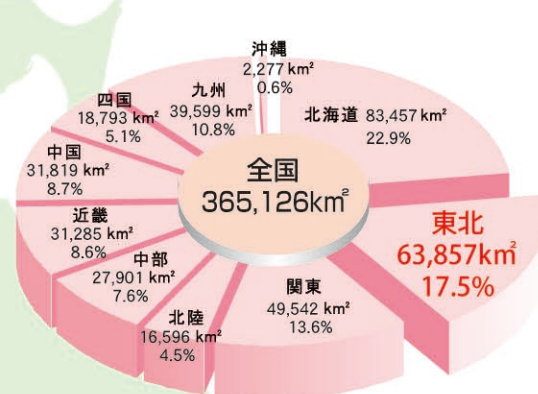 沖縄
2,277 km²
0.6%
北海道 83,457 km²
22.9%
東北
63,857km²
17.5%
関東
49,542 km²
13.6%
北陸
16,596 km²
4.5%
中部
27,901 km²
7.6%
近畿
31,285 km²
8.6%
中国
31,819 km²
8.7%
四国
18,793 km²
5.1%
九州
39,599 km²
10.8%
全国
365,126km²